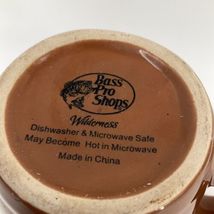 Bass
Pro
Shops
Wilderness
Dishwasher & Microwave Safe
May Become Hot in Microwave
Made in China